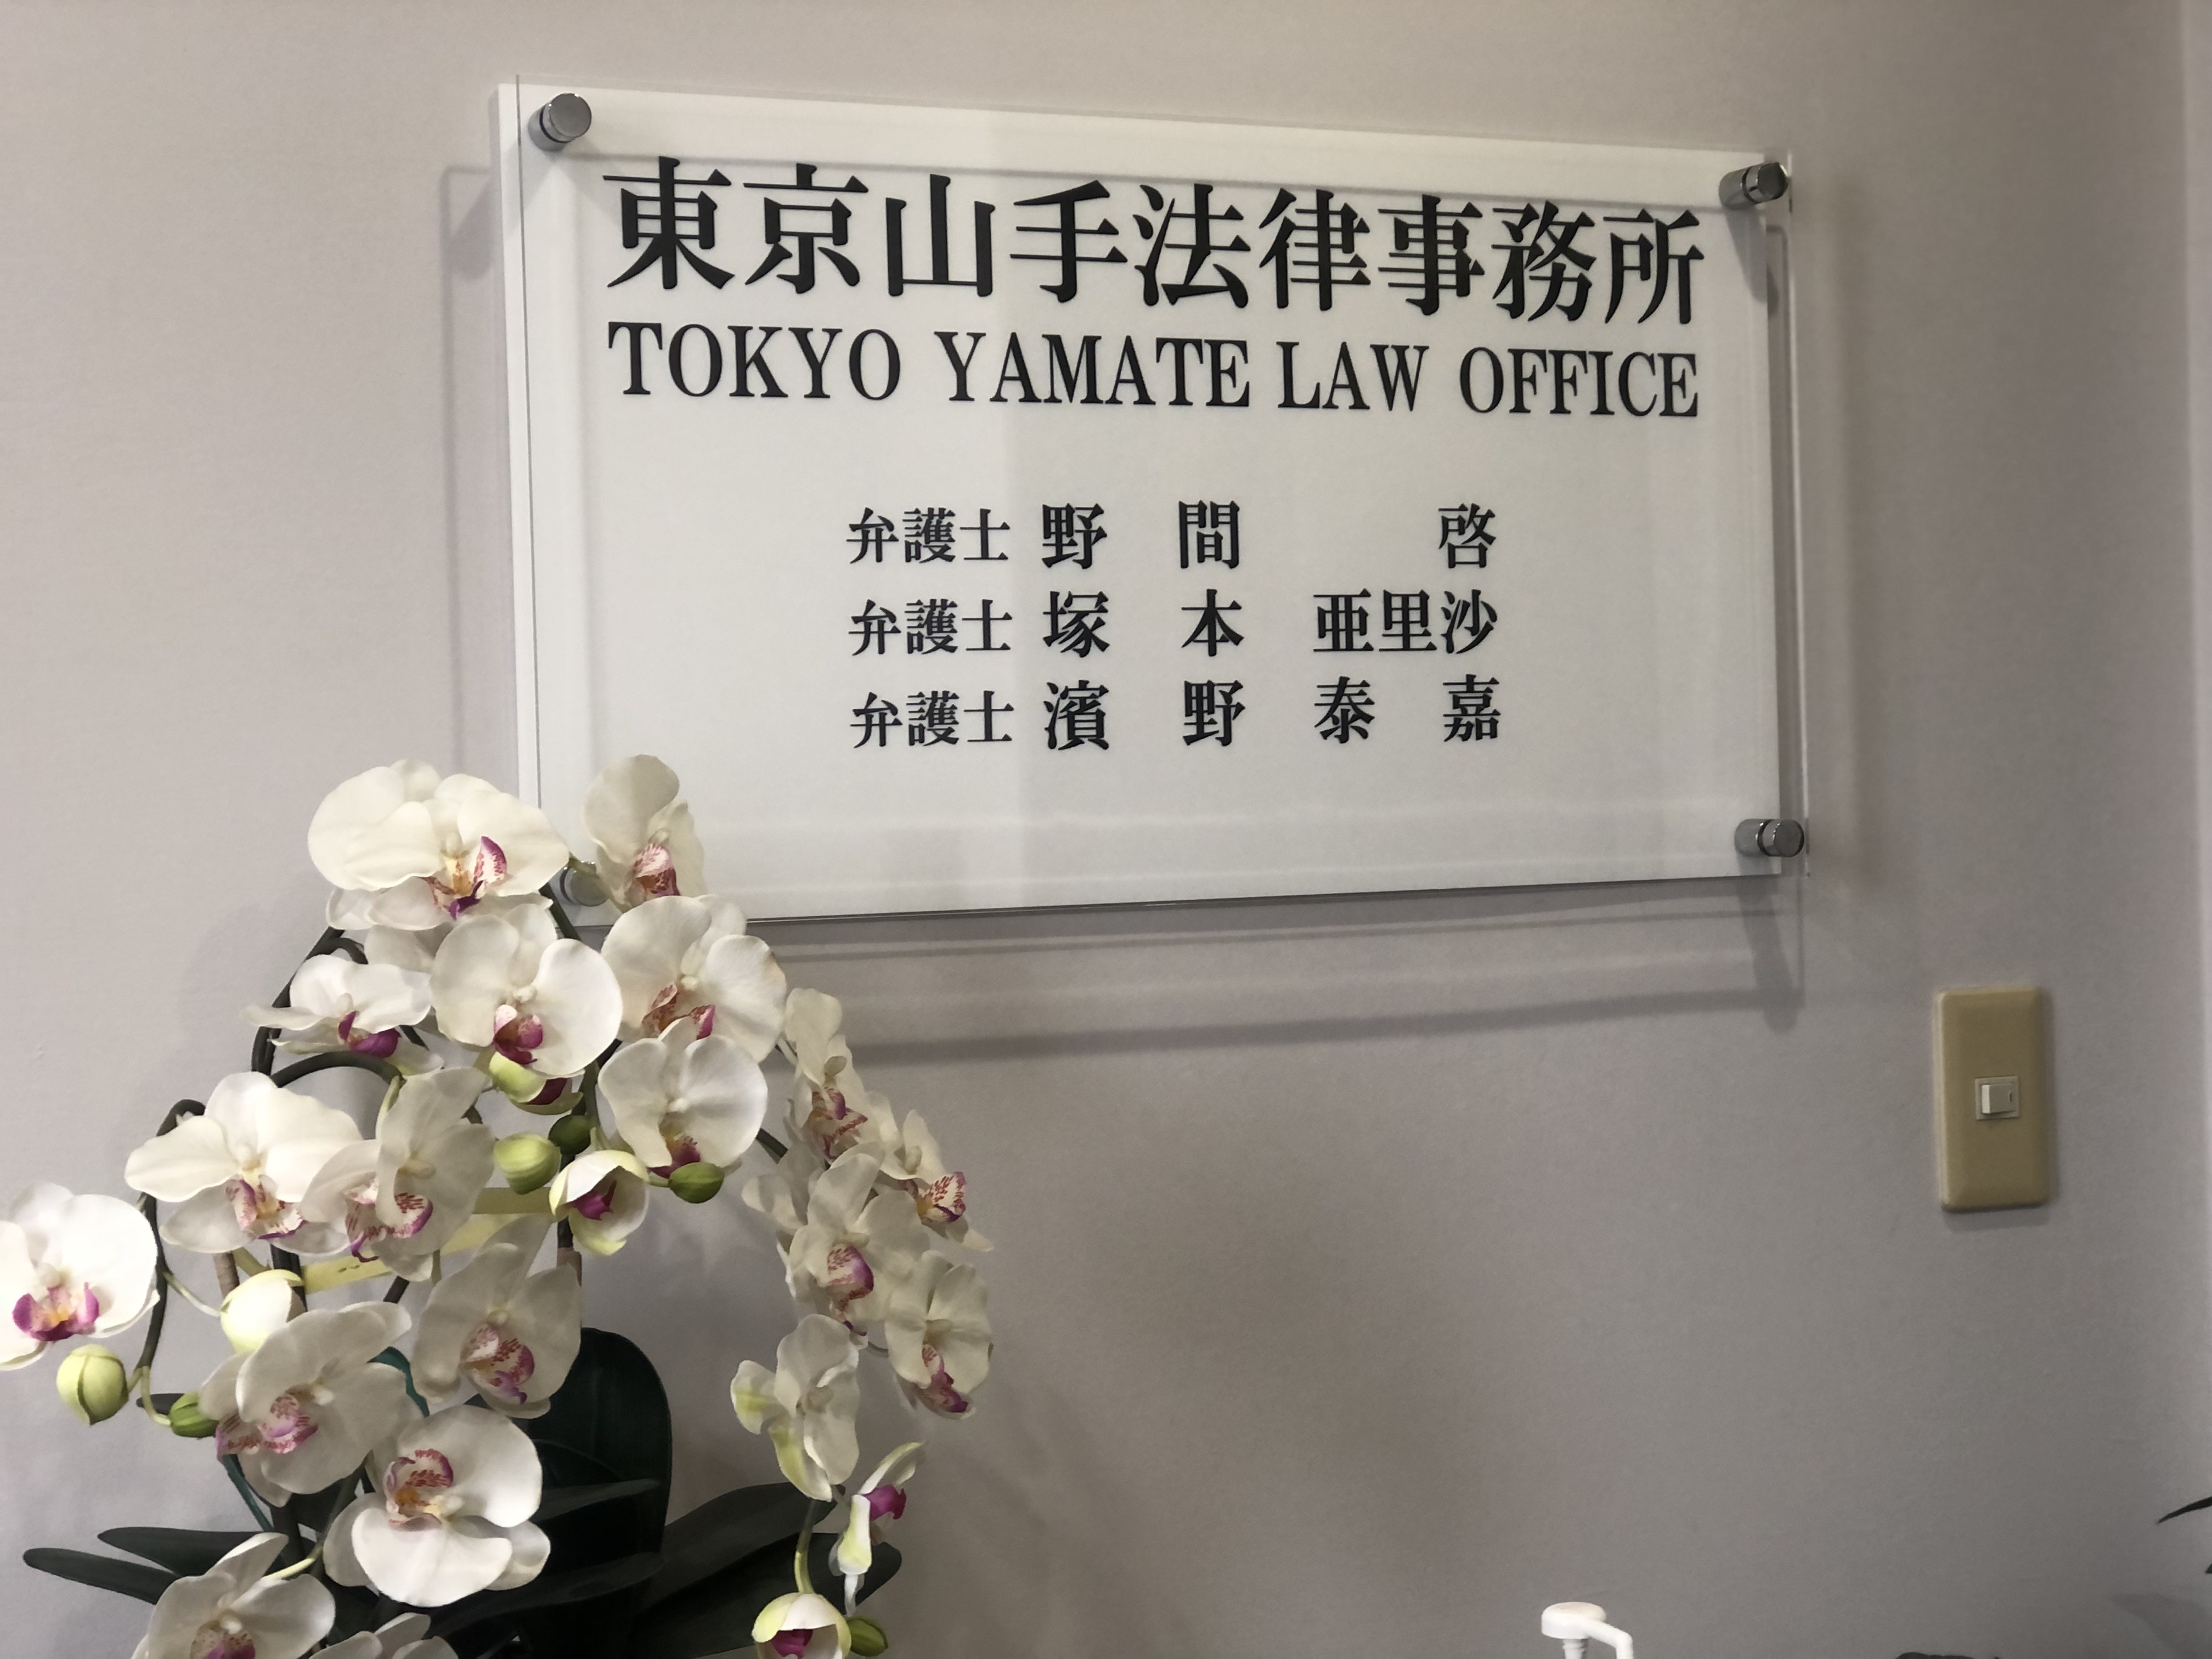 東京山手法律事務所
TOKYO YAMATE LAW OFFICE
弁護士 野 間 啓
弁護士 塚 本 亜里沙
弁護士 濱 野 泰 嘉